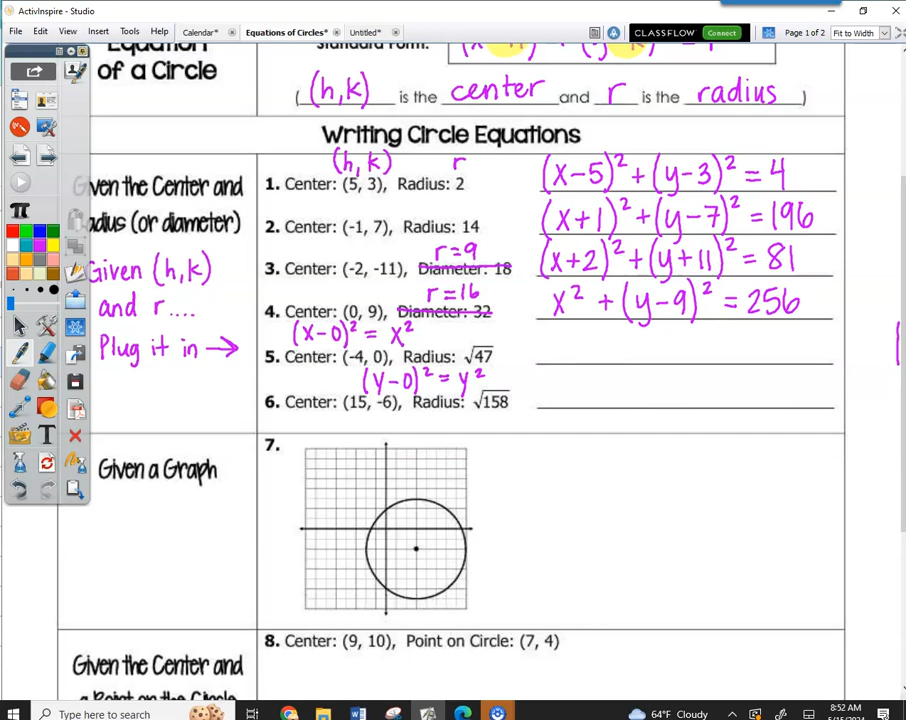 ActivInspire - Studio
File Edit View Insert Tools Help Calendar* Equations of Circles* Untitled* CLASSFLOW Connect Page 1 of 2 Fit to Width
Equation
of a Circle
Standard Form:
(h,k) is the center and r is the radius)
Writing Circle Equations
(h,k) r
Given the Center and
Radius (or diameter)
Given (h,k)
and r....
Plug it in →
1. Center: (5, 3), Radius: 2 (x-5)² + (y-3)² = 4
2. Center: (-1, 7), Radius: 14 (x+1)² + (y-7)² = 196
r=9
3. Center: (-2, -11), Diameter: 18 (x+2)² + (y+11)² = 81
r=16
4. Center: (0, 9), Diameter: 32 x² + (y-9)² = 256
(x-0)² = x²
5. Center: (-4, 0), Radius: √47
(y-0)² = y²
6. Center: (15, -6), Radius: √158
Given a Graph
7.
Given the Center and
a Point on the Circle
8. Center: (9, 10), Point on Circle: (7, 4)
Type here to search 64°F Cloudy 8:52 AM